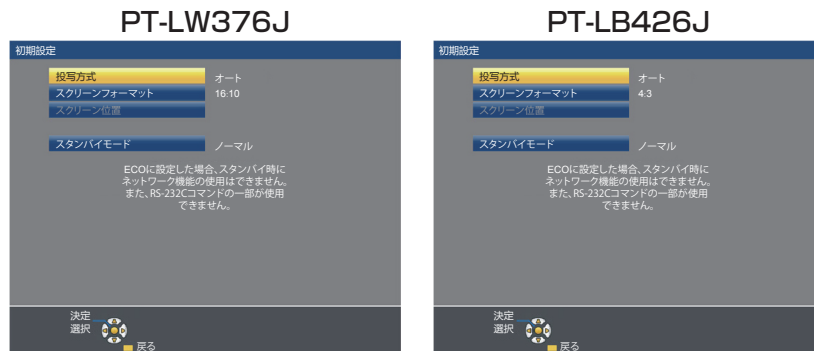 PT-LW376J
初期設定
投写方式 オート
スクリーンフォーマット 16:10
スクリーン位置
スタンバイモード ノーマル
ECOに設定した場合、スタンバイ時に
ネットワーク機能の使用はできません。
また、RS-232Cコマンドの一部が使用
できません。
決定
選択
戻る
PT-LB426J
初期設定
投写方式 オート
スクリーンフォーマット 4:3
スクリーン位置
スタンバイモード ノーマル
ECOに設定した場合、スタンバイ時に
ネットワーク機能の使用はできません。
また、RS-232Cコマンドの一部が使用
できません。
決定
選択
戻る